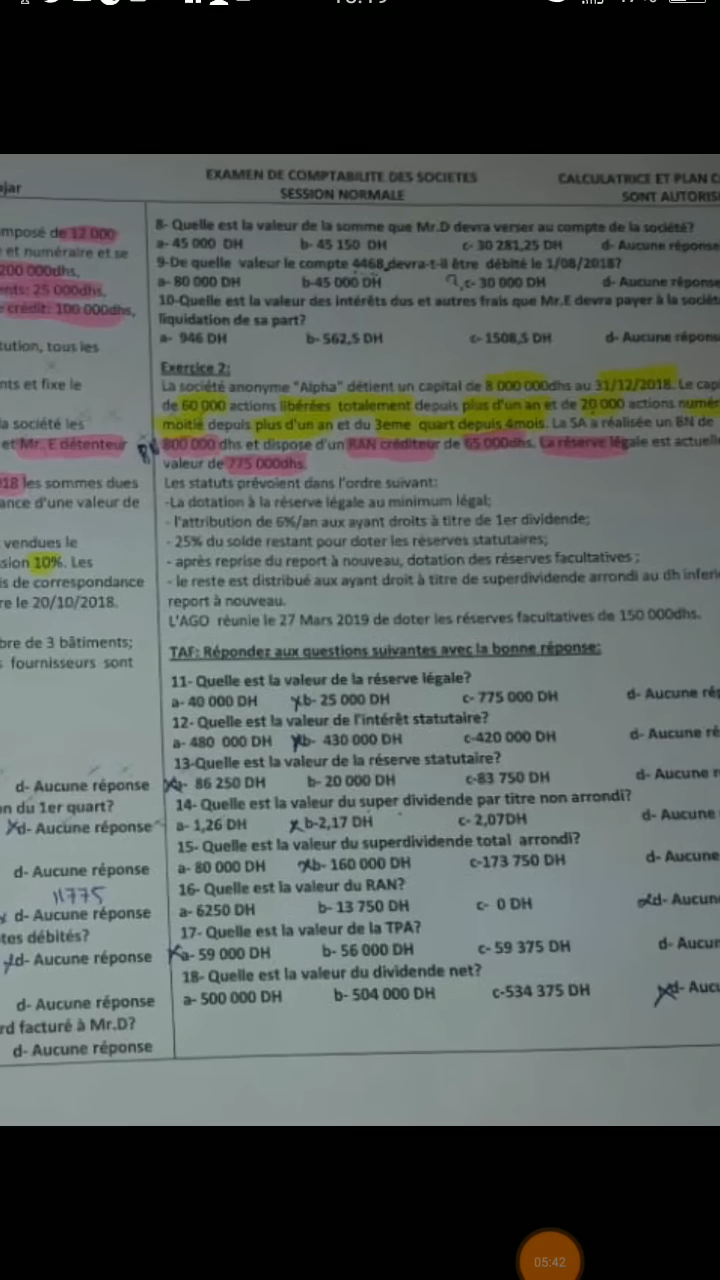 ajar
EXAMEN DE COMPTABILITE DES SOCIETES
SESSION NORMALE
CALCULATRICE ET PLAN C
SONT AUTORIS
mposé de 12 000
e et numéraire et se
200 000dhs,
ents: 25 000dhs,
crédit: 100 000dhs,
tution, tous les
nts et fixe le
la société les
et Mr. E détenteur
18 les sommes dues
ance d'une valeur de
vendues le
sion 10%. Les
is de correspondance
re le 20/10/2018.
bre de 3 bâtiments;
s fournisseurs sont
d- Aucune réponse
n du 1er quart?
d- Aucune réponse
d- Aucune réponse
11775
d- Aucune réponse
tes débités?
d- Aucune réponse
d- Aucune réponse
rd facturé à Mr.D?
d- Aucune réponse
8- Quelle est la valeur de la somme que Mr.D devra verser au compte de la société?
a- 45 000 DH b- 45 150 DH c- 30 281,25 DH d- Aucune réponse
9-De quelle valeur le compte 4468 devra-t-il être débité le 1/08/2018?
a- 80 000 DH b-45 000 DH c- 30 000 DH d- Aucune réponse
10-Quelle est la valeur des intérêts dus et autres frais que Mr.E devra payer à la sociét
liquidation de sa part?
a- 946 DH b- 562,5 DH c- 1508,5 DH d- Aucune répons
Exercice 2:
La société anonyme "Alpha" détient un capital de 8 000 000dhs au 31/12/2018. Le cap
de 60 000 actions libérées totalement depuis plus d'un an et de 20 000 actions numér
moitié depuis plus d'un an et du 3eme quart depuis 4mois. La SA a réalisée un BN de
800 000 dhs et dispose d'un RAN créditeur de 65 000dhs. La réserve légale est actuell
valeur de 775 000dhs.
Les statuts prévoient dans l'ordre suivant:
-La dotation à la réserve légale au minimum légal;
- l'attribution de 6%/an aux ayant droits à titre de 1er dividende;
- 25% du solde restant pour doter les réserves statutaires;
- après reprise du report à nouveau, dotation des réserves facultatives ;
- le reste est distribué aux ayant droit à titre de superdividende arrondi au dh inferi
report à nouveau.
L'AGO réunie le 27 Mars 2019 de doter les réserves facultatives de 150 000dhs.
TAF: Répondez aux questions suivantes avec la bonne réponse:
11- Quelle est la valeur de la réserve légale?
a- 40 000 DH b- 25 000 DH c- 775 000 DH d- Aucune rép
12- Quelle est la valeur de l'intérêt statutaire?
a- 480 000 DH b- 430 000 DH c-420 000 DH d- Aucune ré
13-Quelle est la valeur de la réserve statutaire?
86 250 DH b- 20 000 DH c-83 750 DH d- Aucune r
14- Quelle est la valeur du super dividende par titre non arrondi?
a- 1,26 DH b-2,17 DH c- 2,07DH d- Aucune
15- Quelle est la valeur du superdividende total arrondi?
a- 80 000 DH b- 160 000 DH c-173 750 DH d- Aucune
16- Quelle est la valeur du RAN?
a- 6250 DH b- 13 750 DH c- 0 DH d- Aucun
17- Quelle est la valeur de la TPA?
a- 59 000 DH b- 56 000 DH c- 59 375 DH d- Aucun
18- Quelle est la valeur du dividende net?
a- 500 000 DH b- 504 000 DH c-534 375 DH d- Aucu
05:42